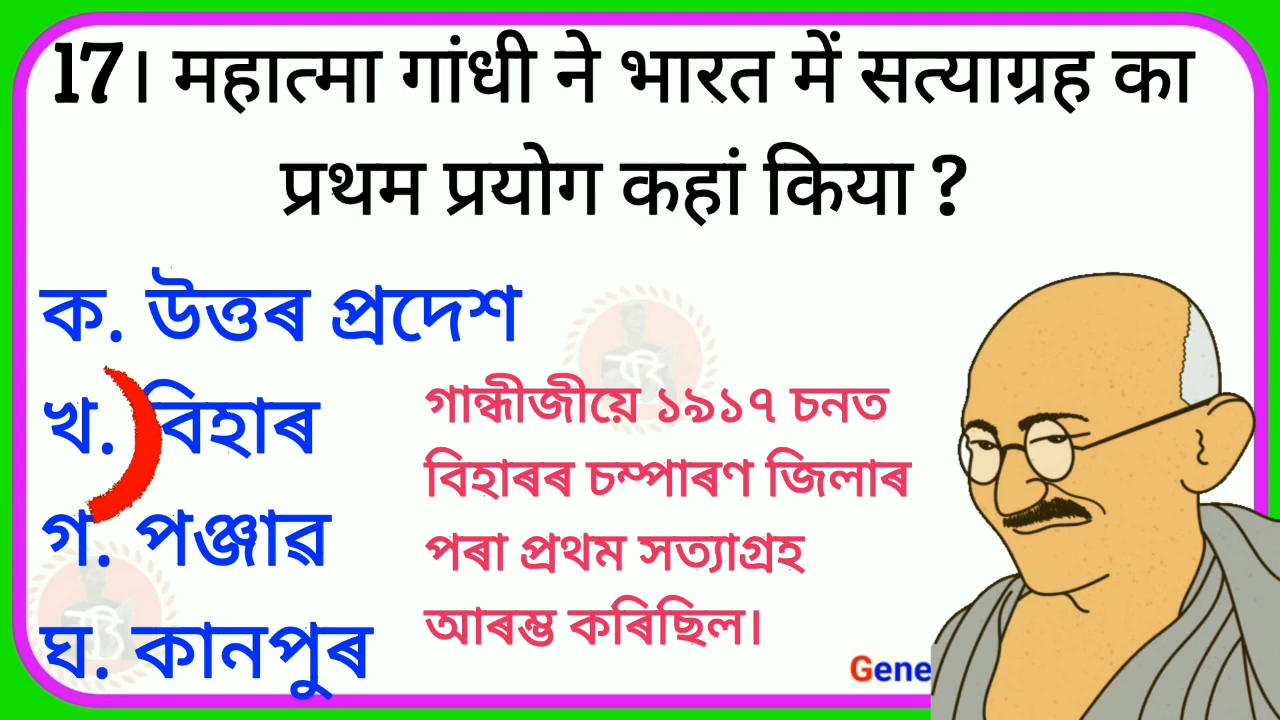 17। महात्मा गांधी ने भारत में सत्याग्रह का
प्रथम प्रयोग कहां किया ?
ক. উত্তৰ প্ৰদেশ
খ. বিহাৰ
গ. পঞ্জাৱ
ঘ. কানপুৰ
গান্ধীজীয়ে ১৯১৭ চনত
বিহাৰৰ চম্পাৰণ জিলাৰ
পৰা প্ৰথম সত্যাগ্ৰহ
আৰম্ভ কৰিছিল।
Gene